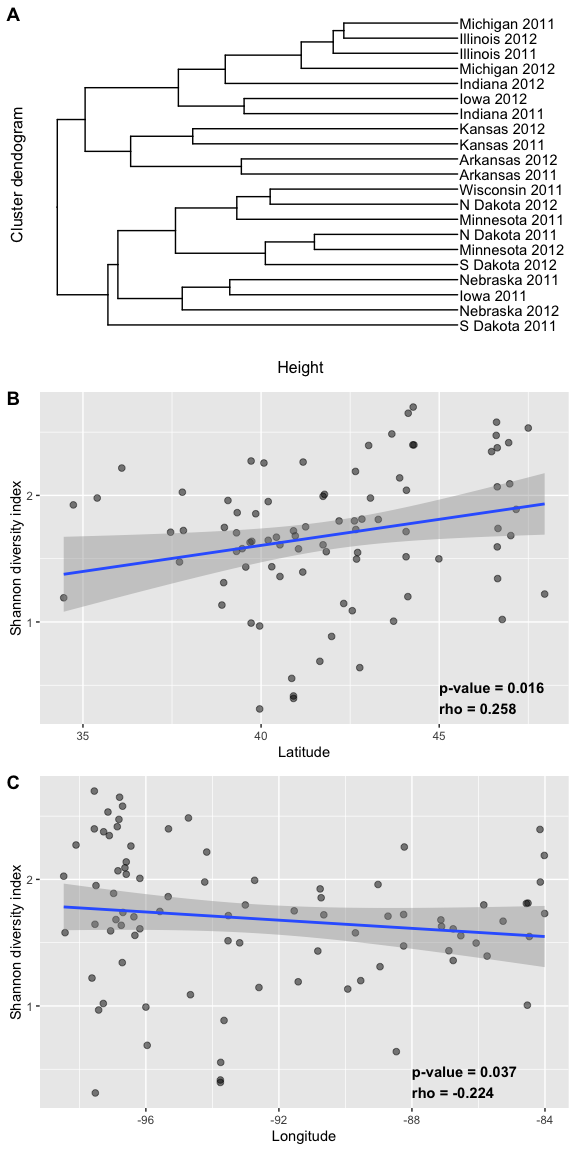 A
Cluster dendogram
Michigan 2011
Illinois 2012
Illinois 2011
Michigan 2012
Indiana 2012
Iowa 2012
Indiana 2011
Kansas 2012
Kansas 2011
Arkansas 2012
Arkansas 2011
Wisconsin 2011
N Dakota 2012
Minnesota 2011
N Dakota 2011
Minnesota 2012
S Dakota 2012
Nebraska 2011
Iowa 2011
Nebraska 2012
S Dakota 2011
Height
B
Shannon diversity index
2
1
p-value = 0.016
rho = 0.258
35
40
45
Latitude
C
Shannon diversity index
2
1
p-value = 0.037
rho = -0.224
-96
-92
-88
-84
Longitude